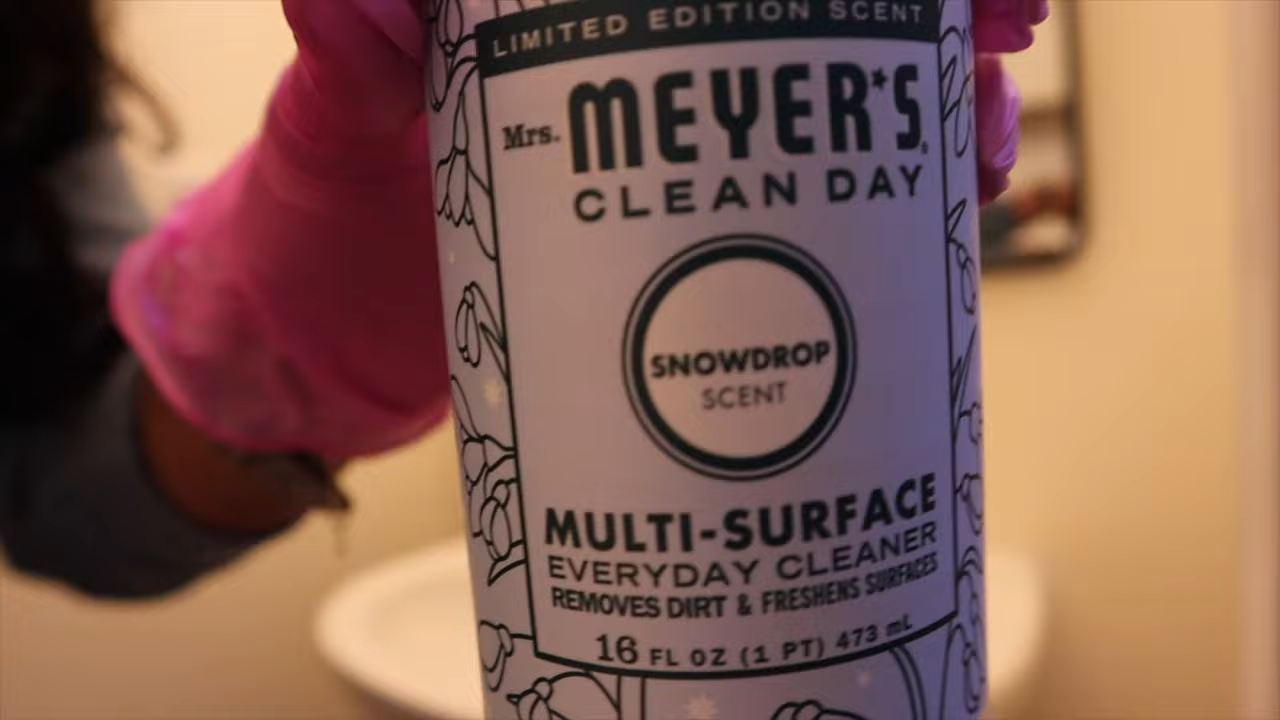 LIMITED EDITION SCENT
Mrs. MEYER'S®
CLEAN DAY
SNOWDROP
SCENT
MULTI-SURFACE
EVERYDAY CLEANER
REMOVES DIRT & FRESHENS SURFACES
16 FL OZ (1 PT) 473 mL